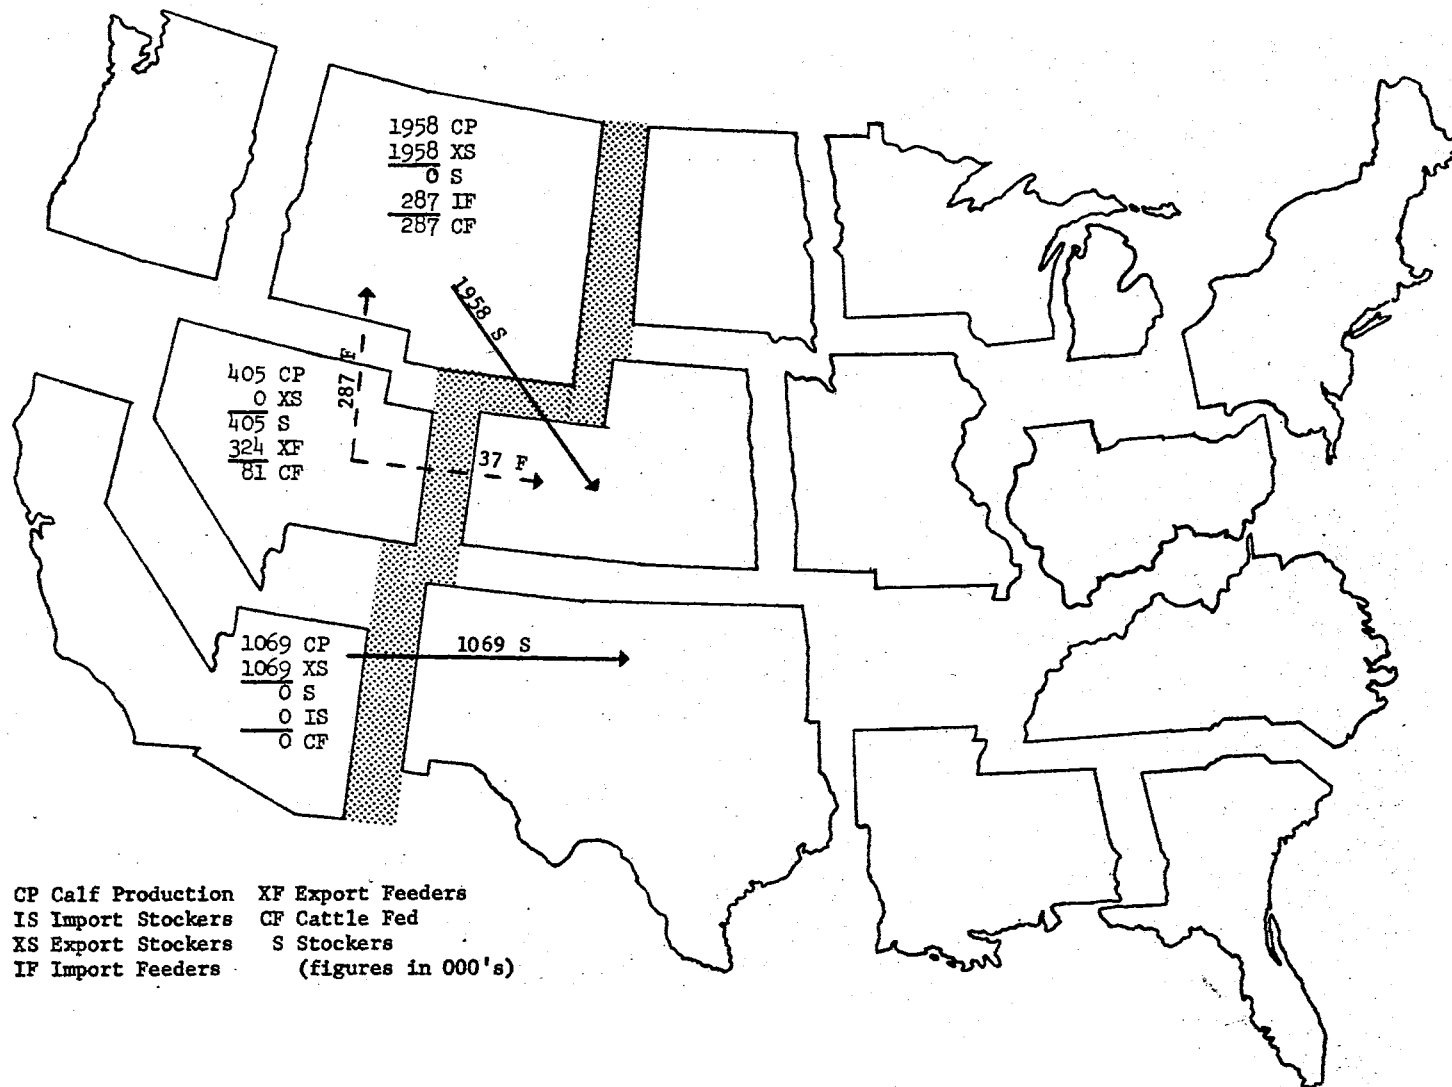 1958 CP
1958 XS
0 S
287 IF
287 CF
1958 S
287 F
405 CP
0 XS
405 S
324 XF
81 CF
37 F
1069 CP
1069 XS
0 S
0 IS
0 CF
1069 S
CP Calf Production XF Export Feeders
IS Import Stockers CF Cattle Fed
XS Export Stockers S Stockers
IF Import Feeders (figures in 000's)